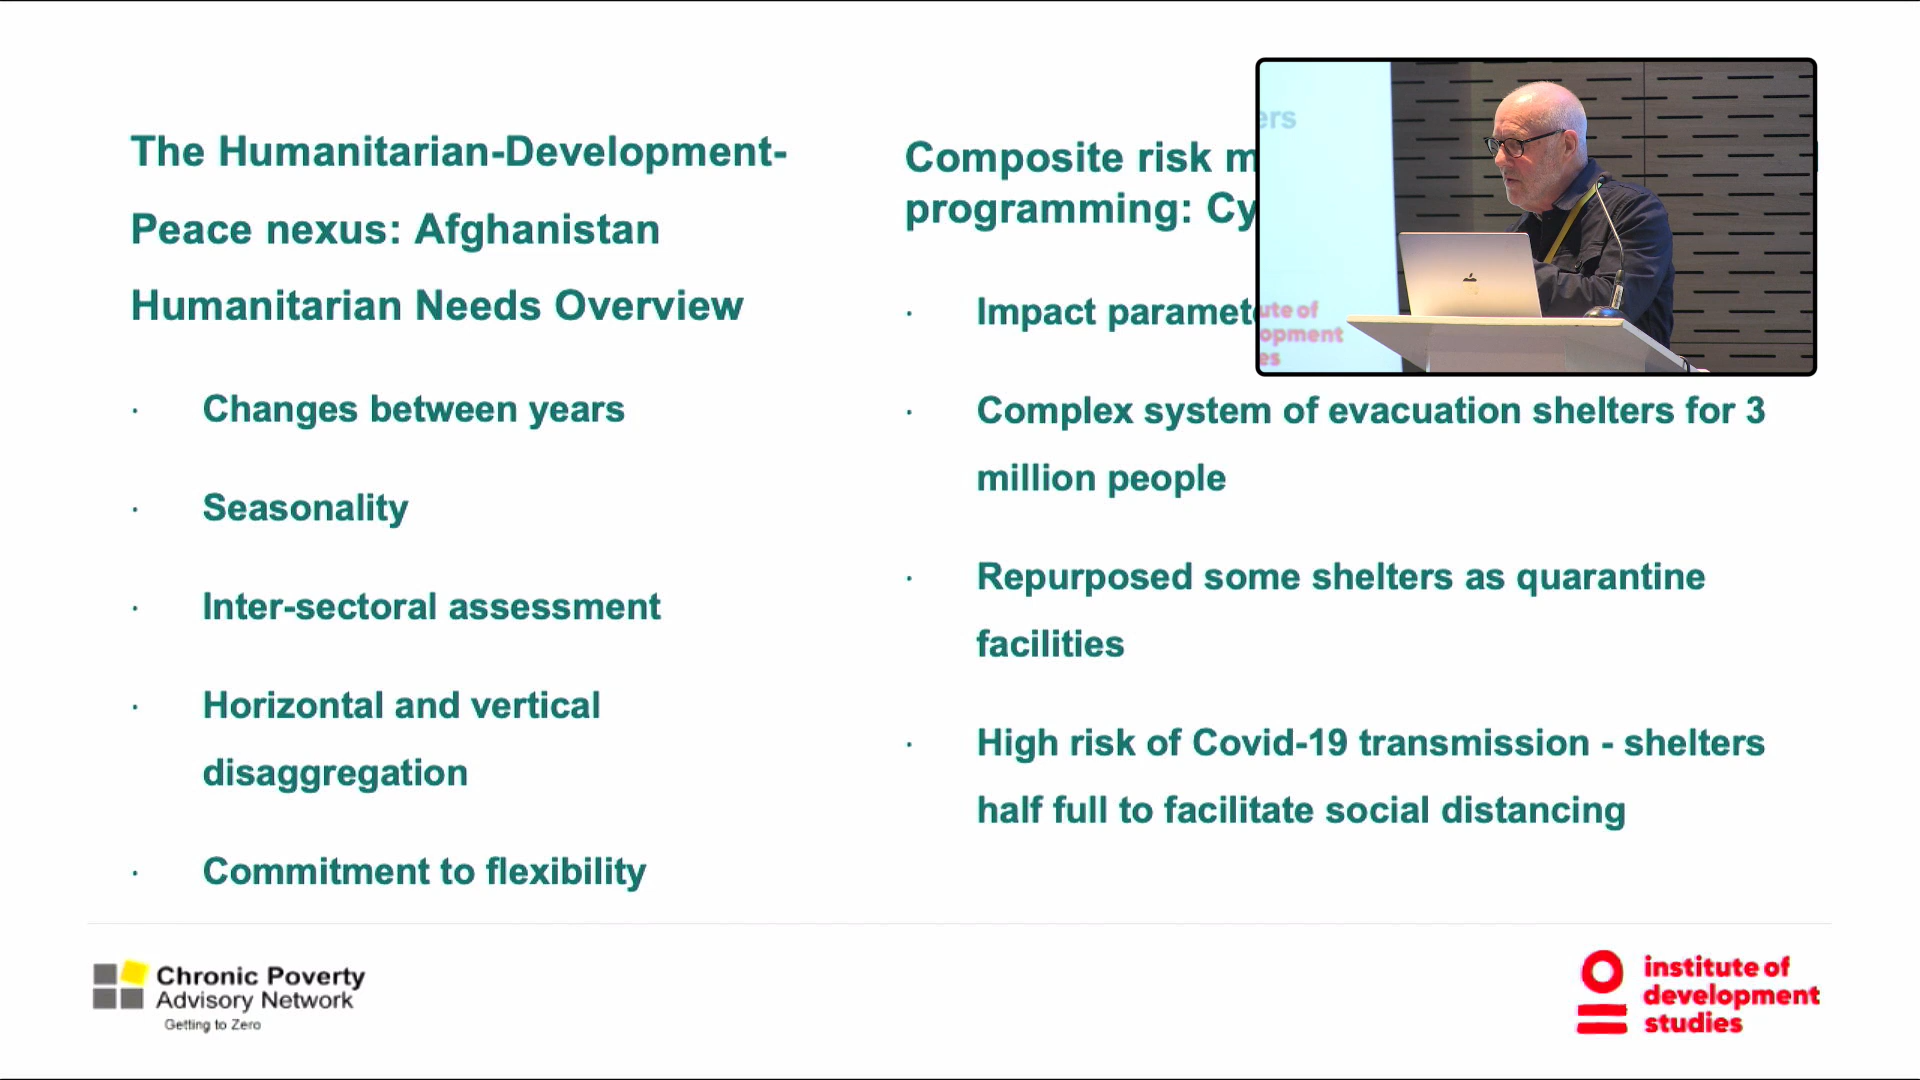 The Humanitarian-Development-
Peace nexus: Afghanistan
Humanitarian Needs Overview
· Changes between years
· Seasonality
· Inter-sectoral assessment
· Horizontal and vertical
disaggregation
· Commitment to flexibility
Composite risk
programming:
· Impact
· Complex system of evacuation shelters for 3
million people
· Repurposed some shelters as quarantine
facilities
· High risk of Covid-19 transmission - shelters
half full to facilitate social distancing
Chronic Poverty
Advisory Network
Getting to Zero
institute of
development
studies